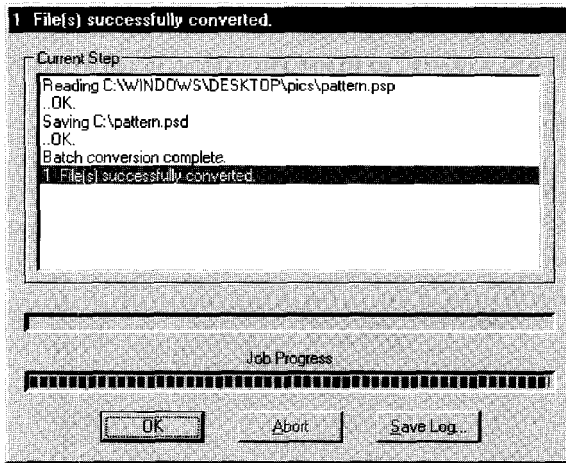 1 File(s) successfully converted.
Current Step
Reading C:\WINDOWS\DESKTOP\pics\pattern.psp
..OK.
Saving C:\pattern.psd
..OK.
Batch conversion complete.
1 File(s) successfully converted.
Job Progress
OK Abort Save Log...